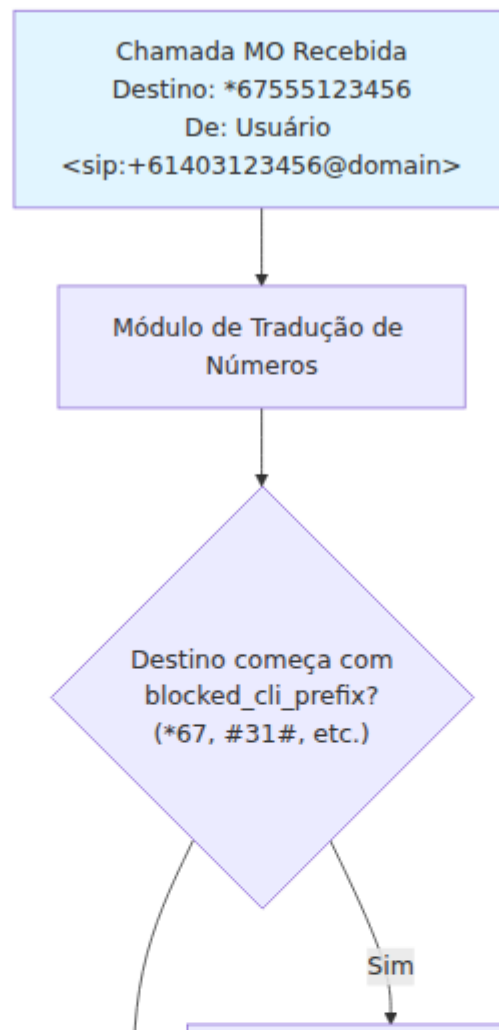 Chamada MO Recebida
Destino: *67555123456
De: Usuário
<sip:+61403123456@domain>
Módulo de Tradução de
Números
Destino começa com
blocked_cli_prefix?
(*67, #31#, etc.)
Sim